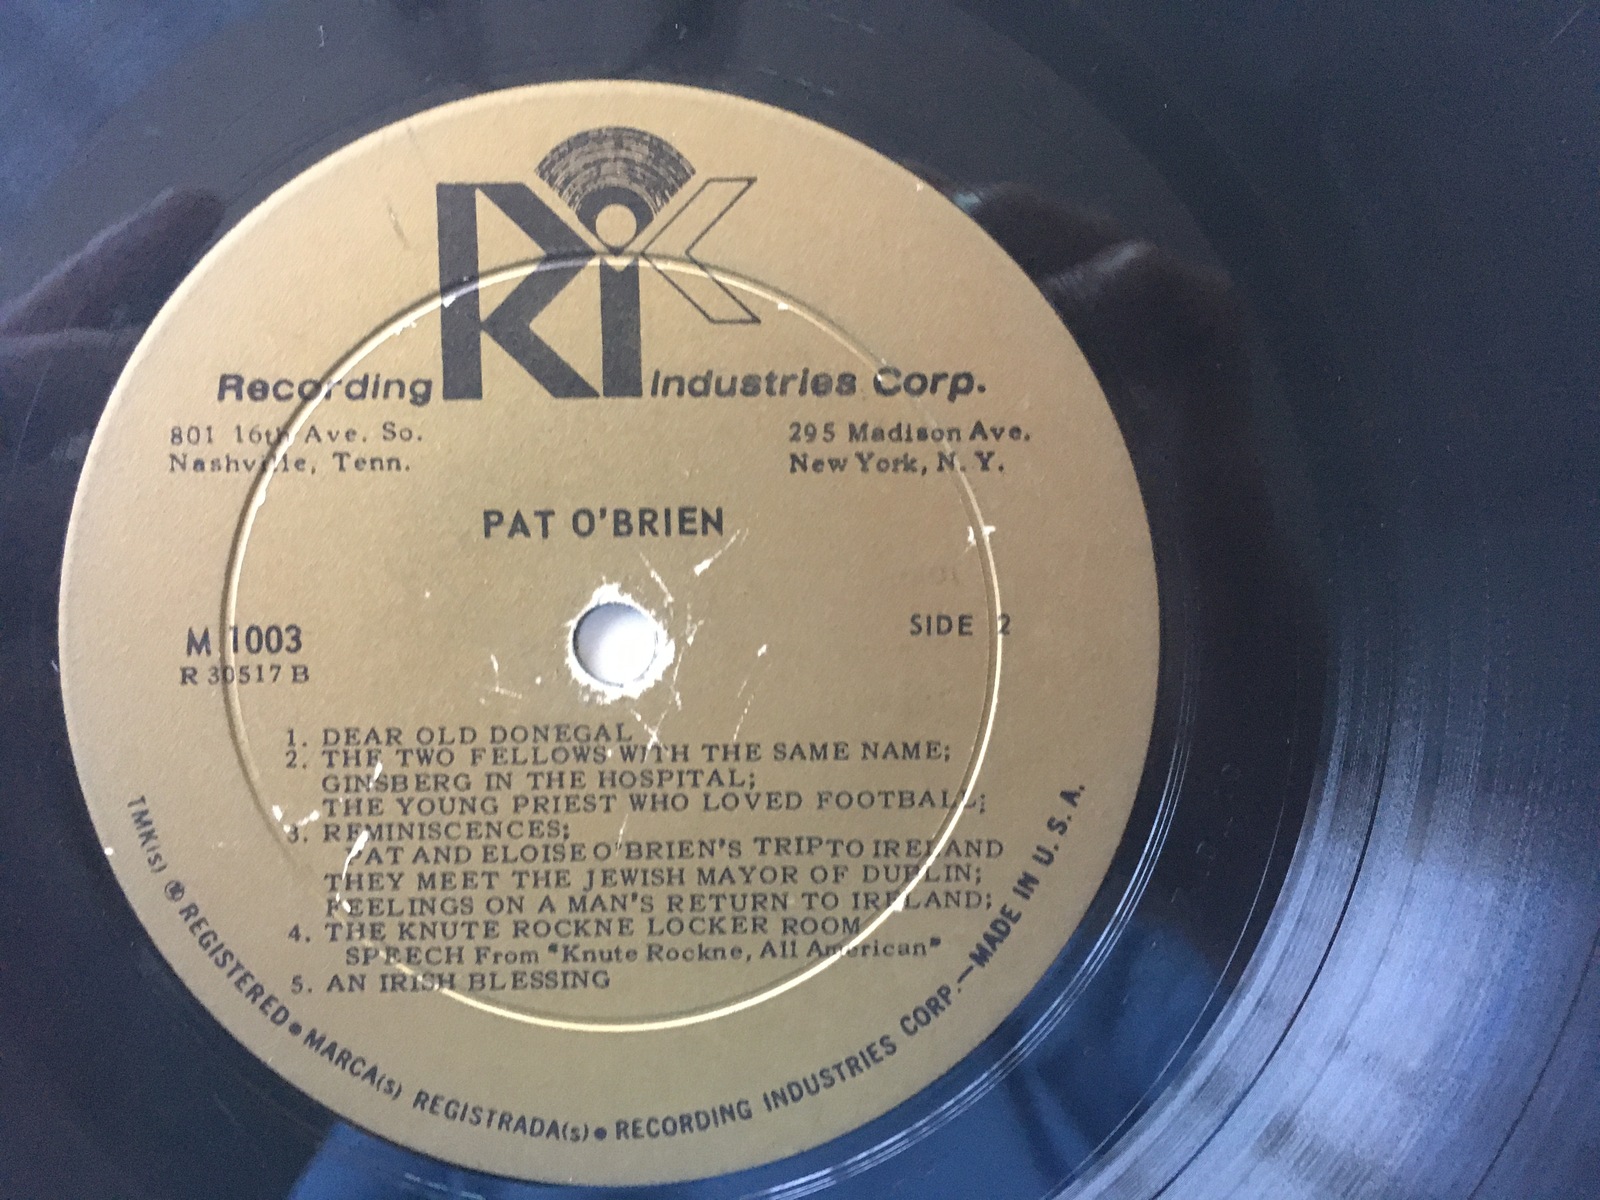 Ric
Recording Industries Corp.
801 16th Ave. So.
Nashville, Tenn.
295 Madison Ave.
New York, N. Y.
PAT O'BRIEN
M 1003
R 30517 B
SIDE 2
1. DEAR OLD DONEGAL
2. THE TWO FELLOWS WITH THE SAME NAME;
GINSBERG IN THE HOSPITAL;
THE YOUNG PRIEST WHO LOVED FOOTBALL;
3. REMINISCENCES;
PAT AND ELOISE O'BRIEN'S TRIP TO IRELAND
THEY MEET THE JEWISH MAYOR OF DUBLIN;
FEELINGS ON A MAN'S RETURN TO IRELAND;
4. THE KNUTE ROCKNE LOCKER ROOM
SPEECH From "Knute Rockne, All American"
5. AN IRISH BLESSING
TMK(s) ® REGISTERED • MARCA(s) REGISTRADA(s) • RECORDING INDUSTRIES CORP.—MADE IN U. S. A.